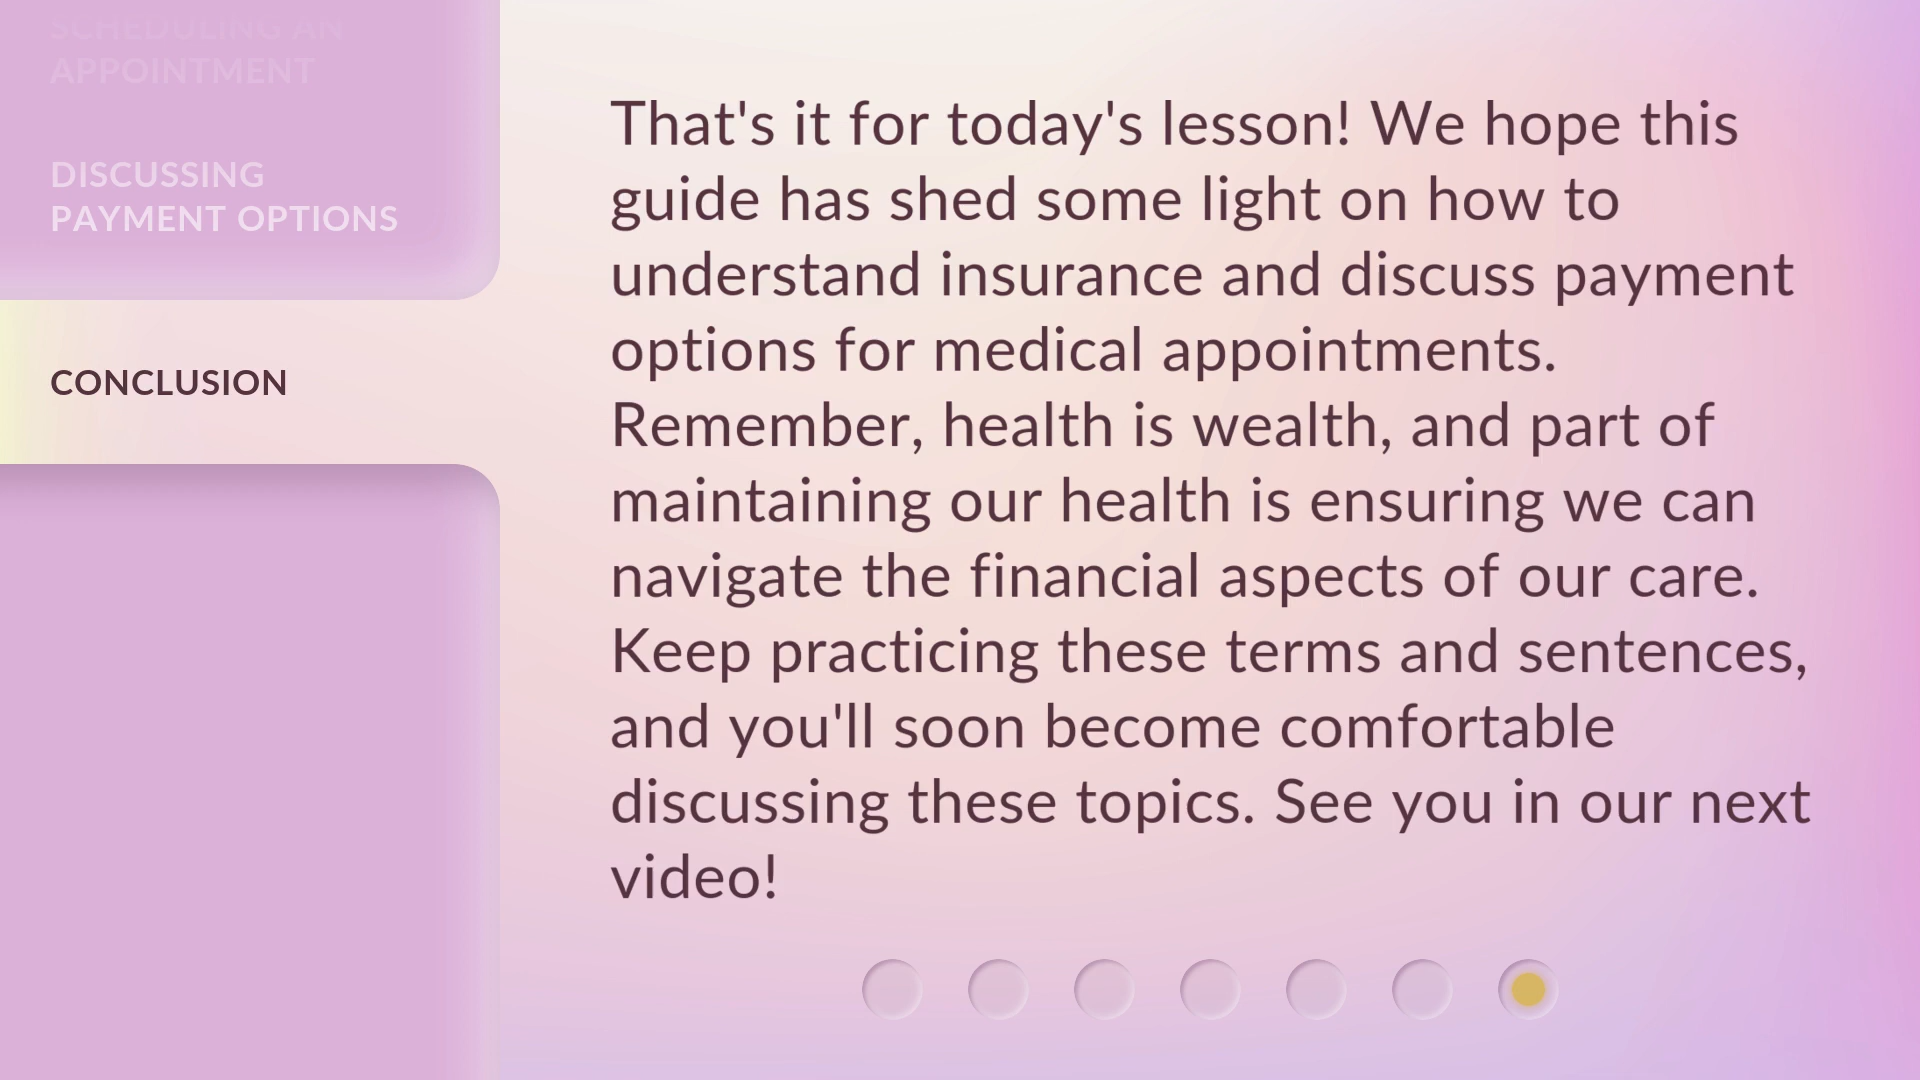 SCHEDULING AN
APPOINTMENT
DISCUSSING
PAYMENT OPTIONS
CONCLUSION
That's it for today's lesson! We hope this
guide has shed some light on how to
understand insurance and discuss payment
options for medical appointments.
Remember, health is wealth, and part of
maintaining our health is ensuring we can
navigate the financial aspects of our care.
Keep practicing these terms and sentences,
and you'll soon become comfortable
discussing these topics. See you in our next
video!